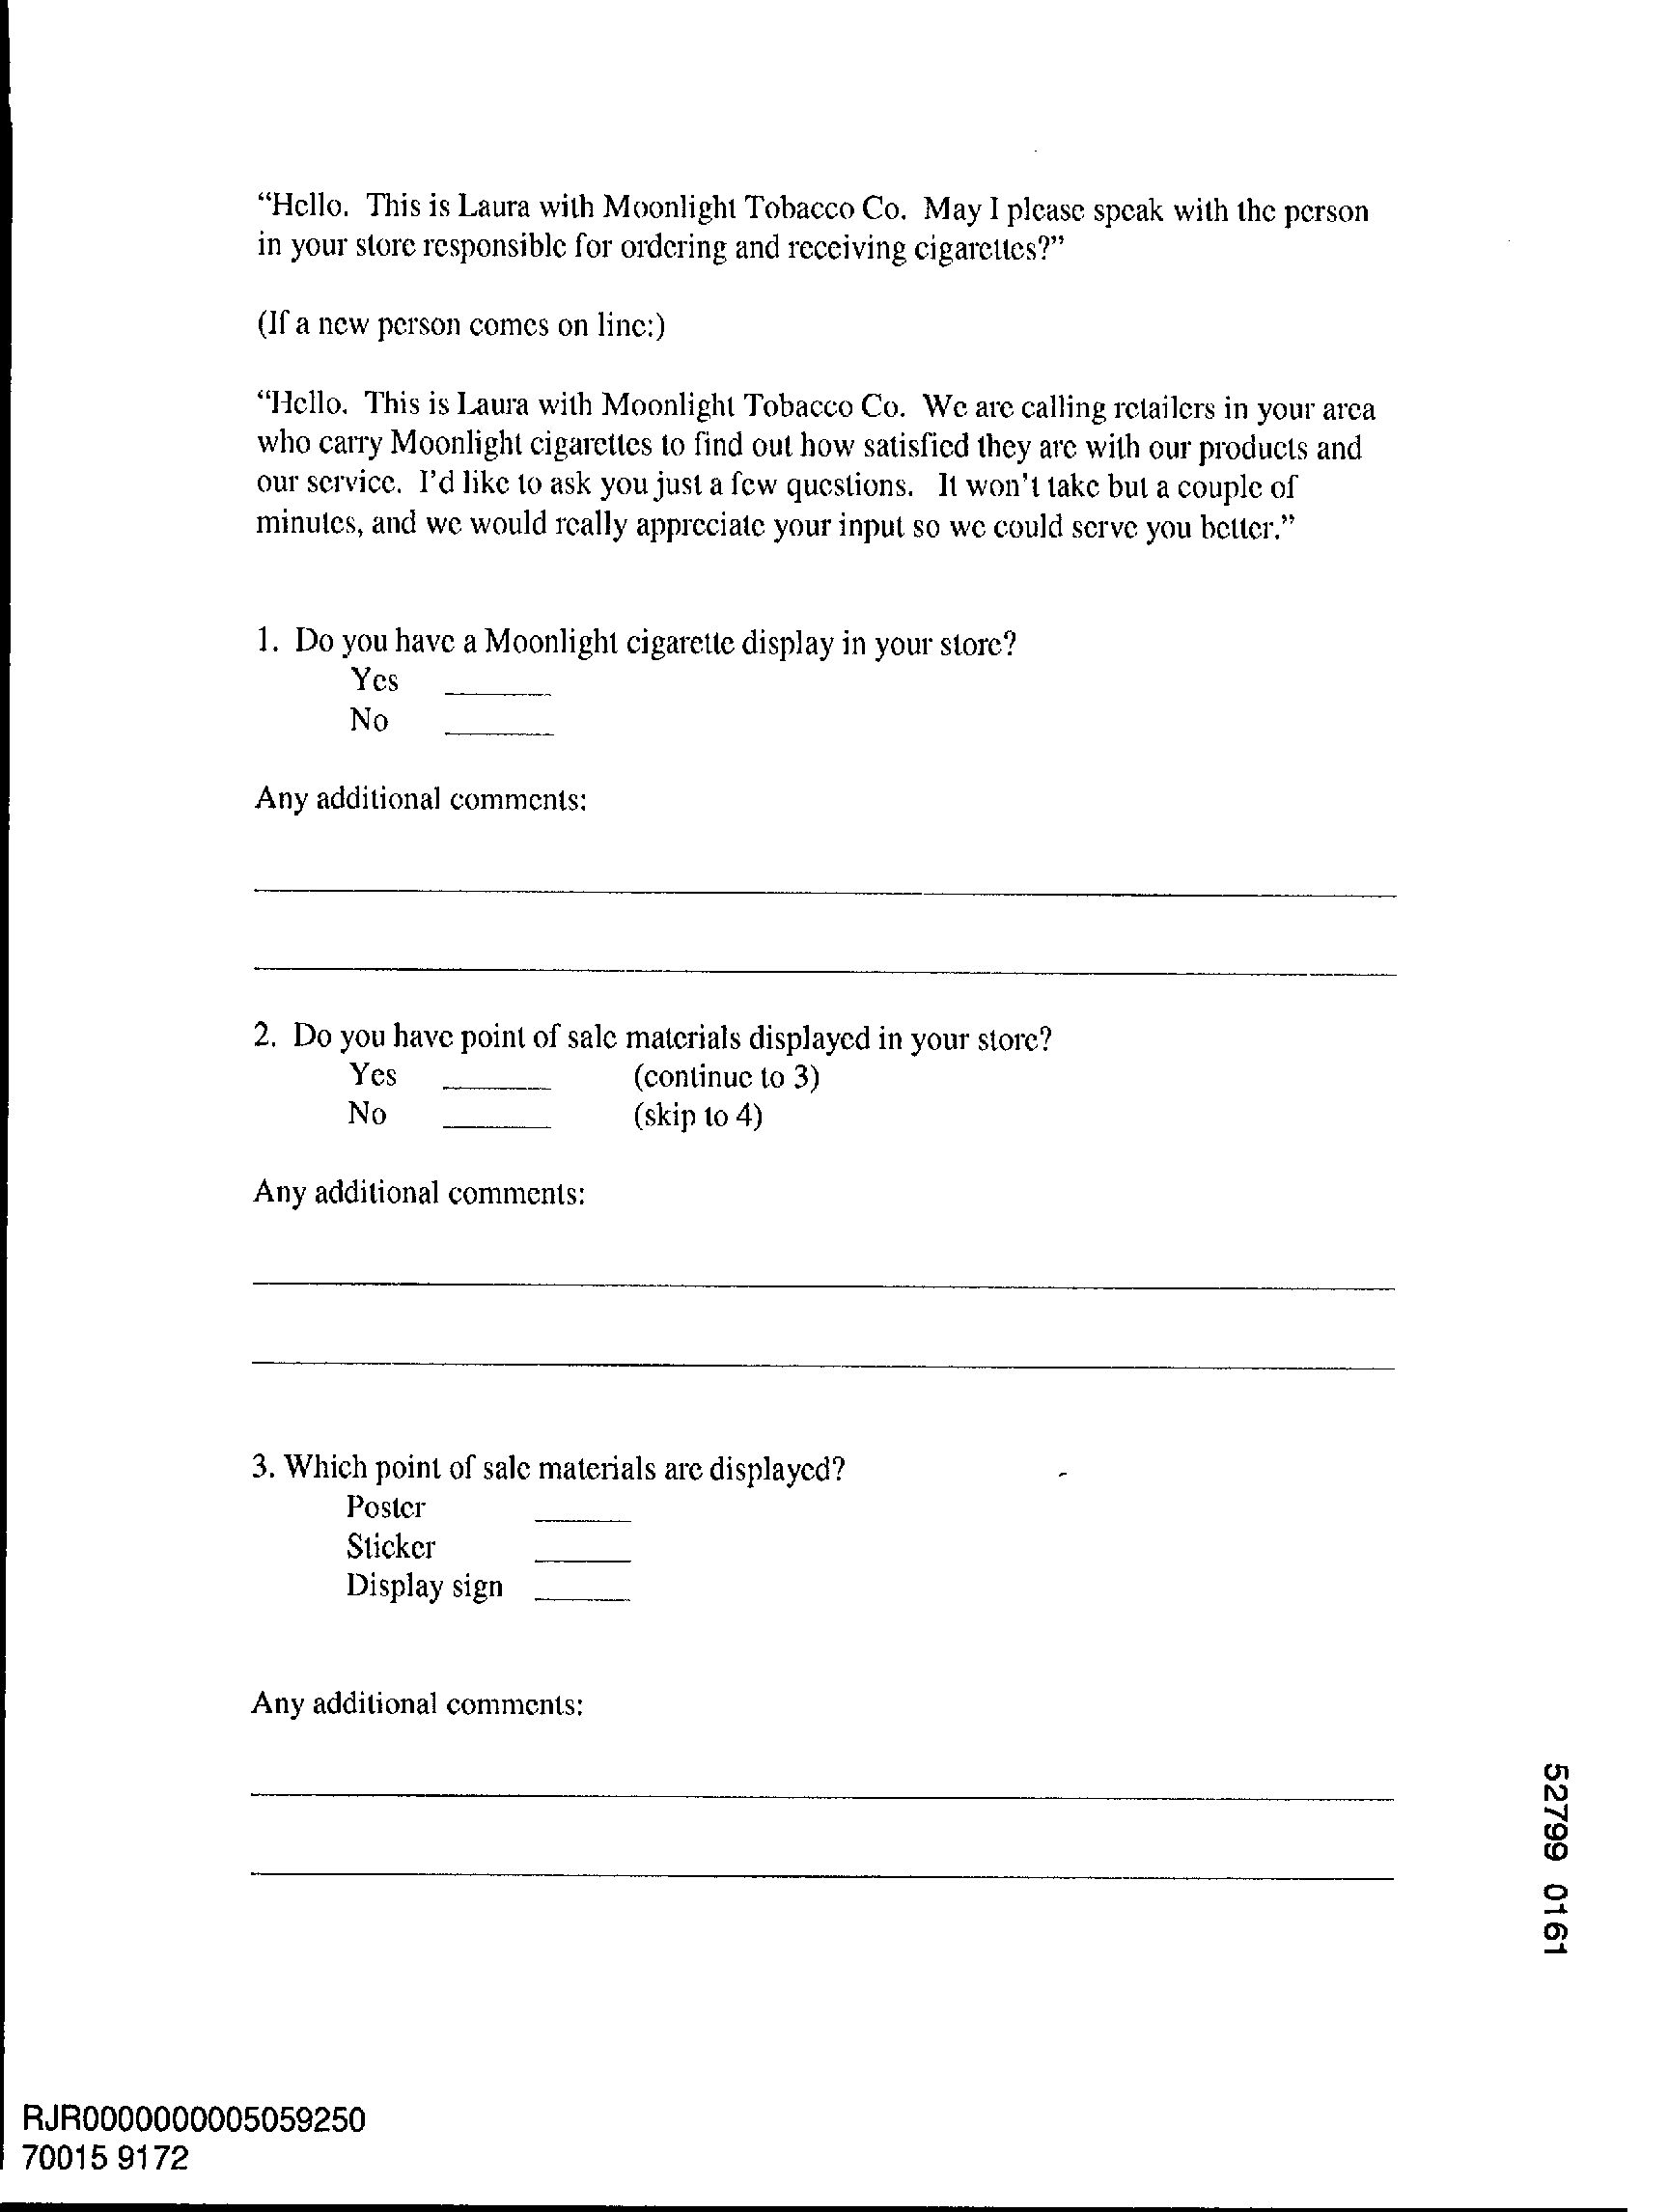 “Hello. This is Laura with Moonlight Tobacco Co. May I please speak with the person
in your store responsible for ordering and receiving cigarettes?”
(If a new person comes on line:)
“Hello. This is Laura with Moonlight Tobacco Co. We are calling retailers in your area
who carry Moonlight cigarettes to find out how satisfied they are with our products and
our service. I’d like to ask you just a few questions. It won’t take but a couple of
minutes, and we would really appreciate your input so we could serve you better.”
1. Do you have a Moonlight cigarette display in your store?
Yes ______
No ______
Any additional comments:
2. Do you have point of sale materials displayed in your store?
Yes ______ (continue to 3)
No ______ (skip to 4)
Any additional comments:
3. Which point of sale materials are displayed?
Poster ______
Sticker ______
Display sign ______
Any additional comments:
52799 0161
RJR0000000005059250
70015 9172